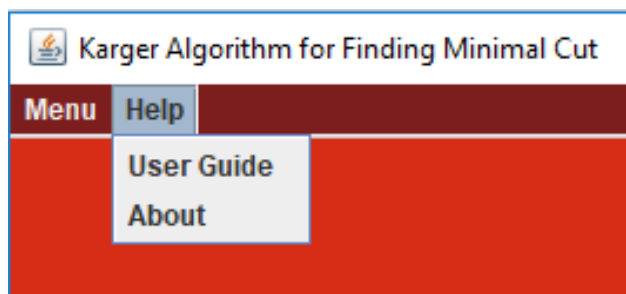 Karger Algorithm for Finding Minimal Cut
Menu Help
User Guide
About